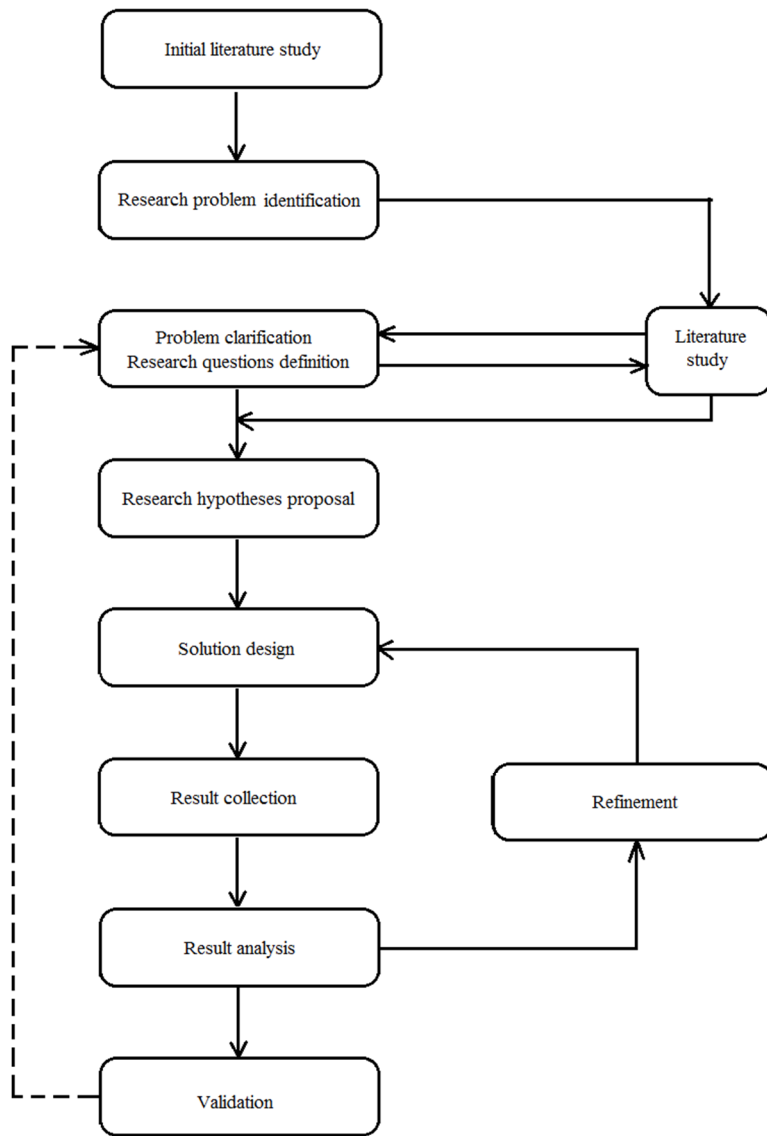 Initial literature study
Research problem identification
Problem clarification
Research questions definition
Literature
study
Research hypotheses proposal
Solution design
Result collection
Refinement
Result analysis
Validation